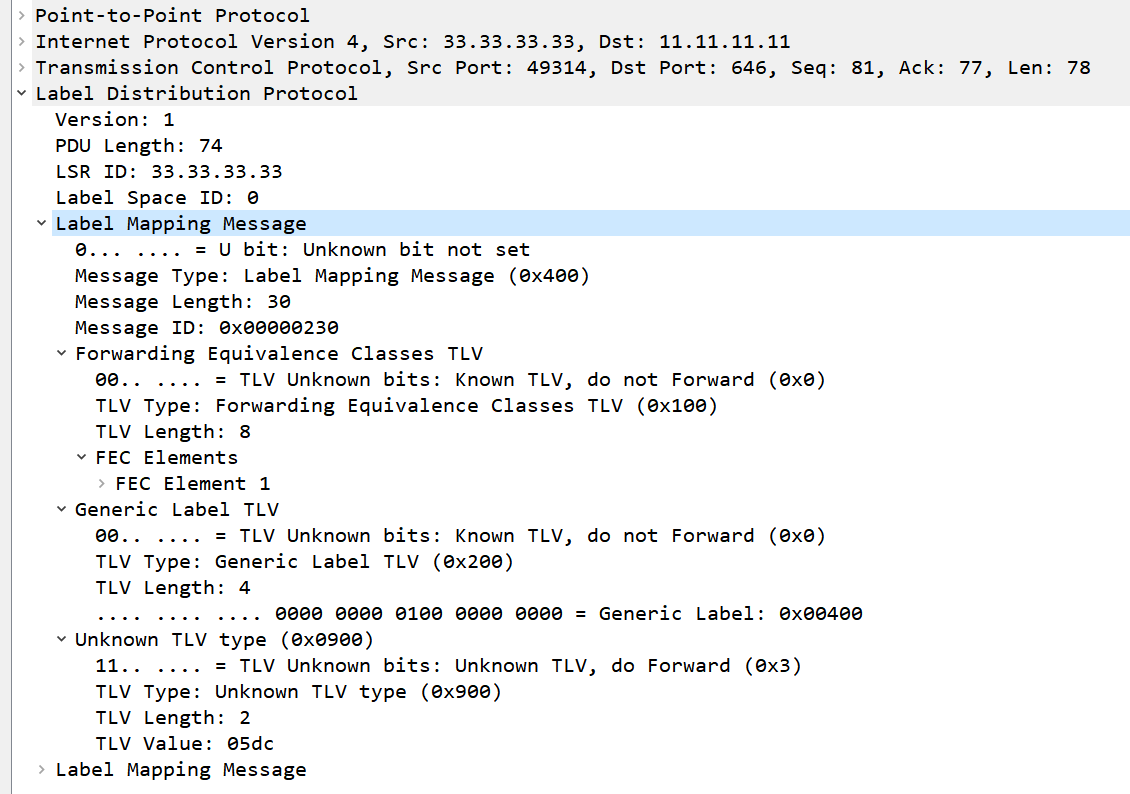 Point-to-Point Protocol
Internet Protocol Version 4, Src: 33.33.33.33, Dst: 11.11.11.11
Transmission Control Protocol, Src Port: 49314, Dst Port: 646, Seq: 81, Ack: 77, Len: 78
Label Distribution Protocol
Version: 1
PDU Length: 74
LSR ID: 33.33.33.33
Label Space ID: 0
Label Mapping Message
0... .... = U bit: Unknown bit not set
Message Type: Label Mapping Message (0x400)
Message Length: 30
Message ID: 0x00000230
Forwarding Equivalence Classes TLV
00.. .... = TLV Unknown bits: Known TLV, do not Forward (0x0)
TLV Type: Forwarding Equivalence Classes TLV (0x100)
TLV Length: 8
FEC Elements
FEC Element 1
Generic Label TLV
00.. .... = TLV Unknown bits: Known TLV, do not Forward (0x0)
TLV Type: Generic Label TLV (0x200)
TLV Length: 4
.... .... .... 0000 0000 0100 0000 0000 = Generic Label: 0x00400
Unknown TLV type (0x0900)
11.. .... = TLV Unknown bits: Unknown TLV, do Forward (0x3)
TLV Type: Unknown TLV type (0x900)
TLV Length: 2
TLV Value: 05dc
Label Mapping Message